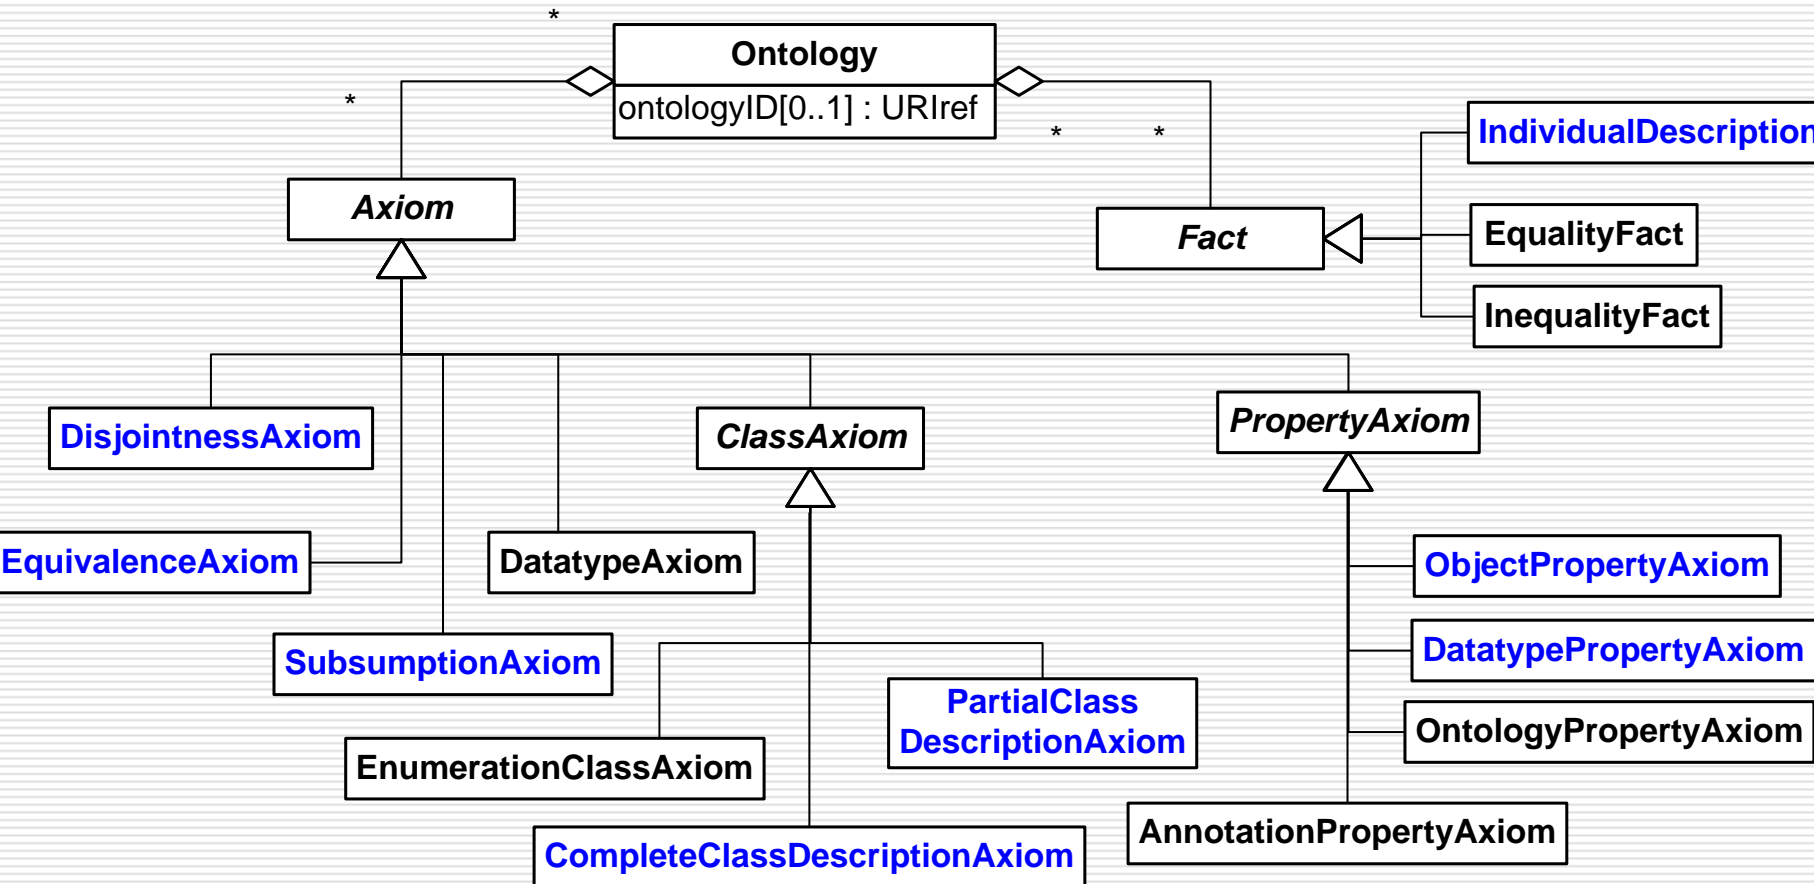 *
Ontology
ontologyID[0..1] : URIref
*
*
*
IndividualDescription
Axiom
Fact
EqualityFact
InequalityFact
DisjointnessAxiom
ClassAxiom
PropertyAxiom
EquivalenceAxiom
DatatypeAxiom
ObjectPropertyAxiom
SubsumptionAxiom
DatatypePropertyAxiom
PartialClass
DescriptionAxiom
OntologyPropertyAxiom
EnumerationClassAxiom
AnnotationPropertyAxiom
CompleteClassDescriptionAxiom